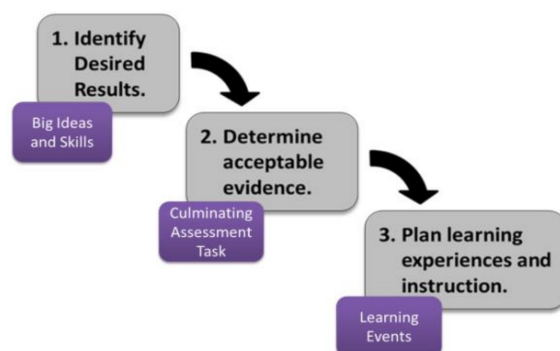 1. Identify
Desired
Results.
Big Ideas
and Skills
2. Determine
acceptable
evidence.
Culminating
Assessment
Task
3. Plan learning
experiences and
instruction.
Learning
Events